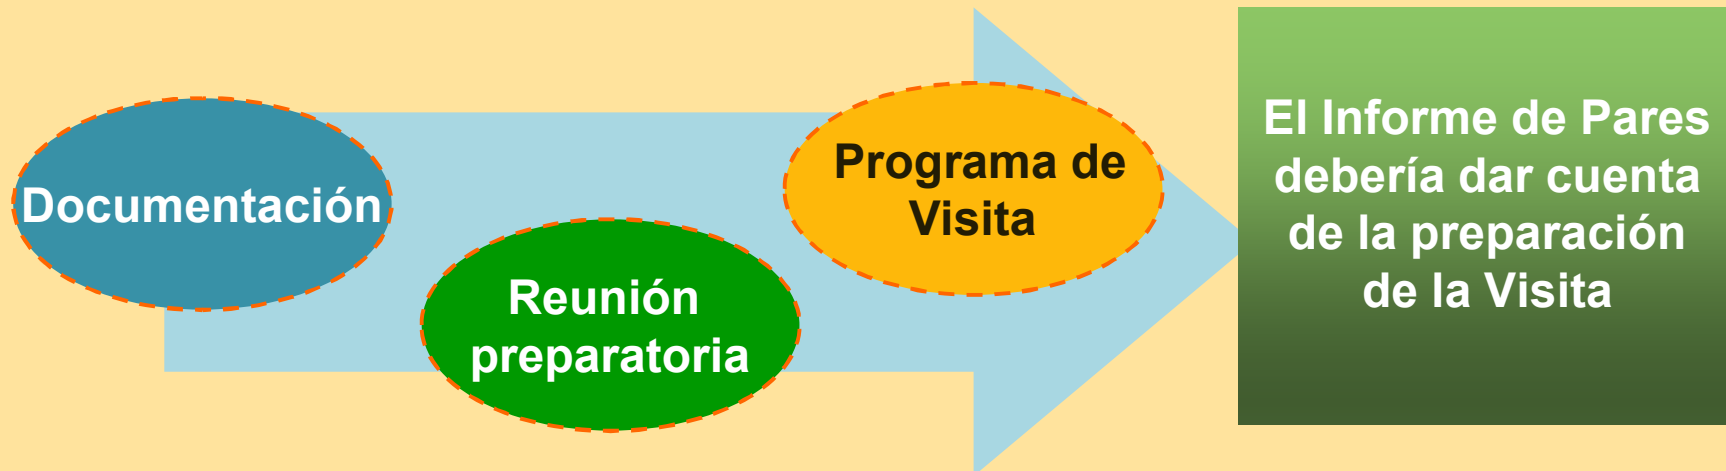 Documentación
Reunión
preparatoria
Programa de
Visita
El Informe de Pares
debería dar cuenta
de la preparación
de la Visita